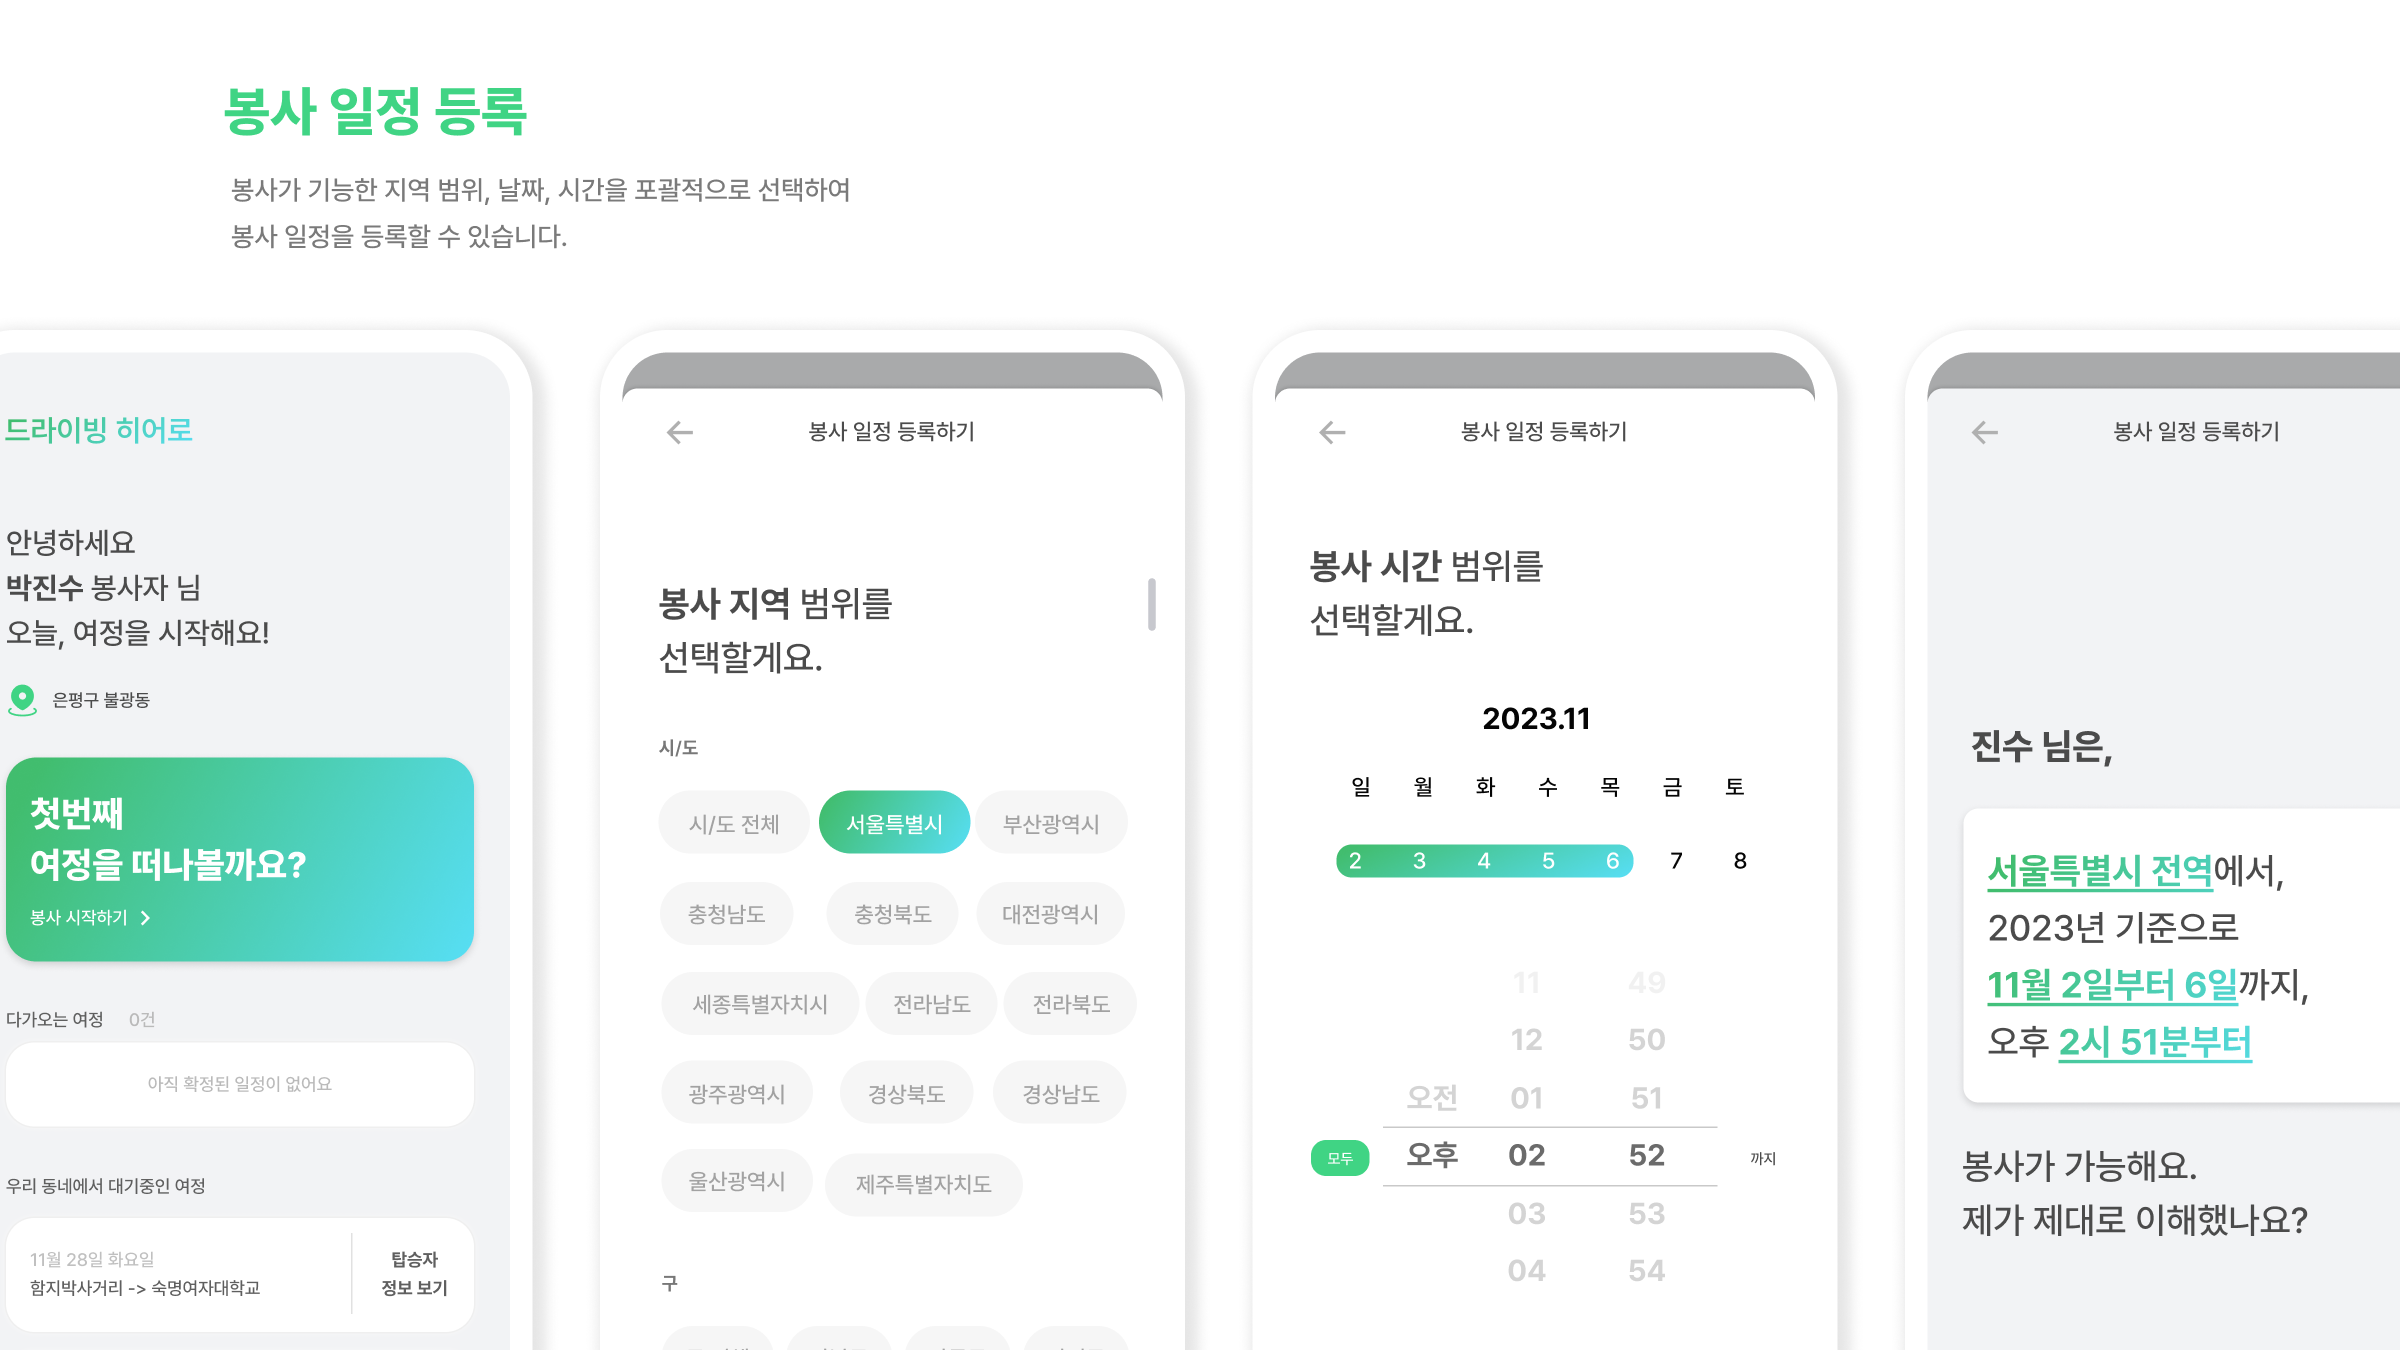 봉사 일정 등록
봉사가 기능한 지역 범위, 날짜, 시간을 포괄적으로 선택하여
봉사 일정을 등록할 수 있습니다.
드라이빙 히어로
안녕하세요
박진수 봉사자 님
오늘, 여정을 시작해요!
은평구 불광동
첫번째
여정을 떠나볼까요?
봉사 시작하기
다가오는 여정 0건
아직 확정된 일정이 없어요
우리 동네에서 대기중인 여정
11월 28일 화요일
함지박사거리 -> 숙명여자대학교
탑승자
정보 보기
봉사 일정 등록하기
봉사 지역 범위를
선택할게요.
시/도
시/도 전체 서울특별시 부산광역시
충청남도 충청북도 대전광역시
세종특별자치시 전라남도 전라북도
광주광역시 경상북도 경상남도
울산광역시 제주특별자치도
구
봉사 일정 등록하기
봉사 시간 범위를
선택할게요.
2023.11
일 월 화 수 목 금 토
2 3 4 5 6 7 8
11 49
12 50
오전 01 51
모두 오후 02 52 까지
03 53
04 54
봉사 일정 등록하기
진수 님은,
서울특별시 전역에서,
2023년 기준으로
11월 2일부터 6일까지,
오후 2시 51분부터
봉사가 가능해요.
제가 제대로 이해했나요?